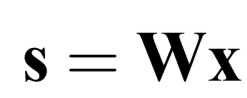 s = Wx